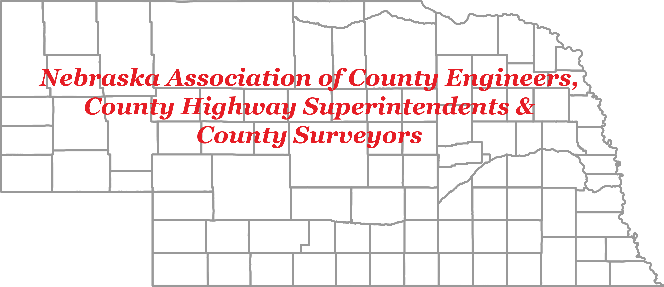 Nebraska Association of County Engineers,
County Highway Superintendents &
County Surveyors